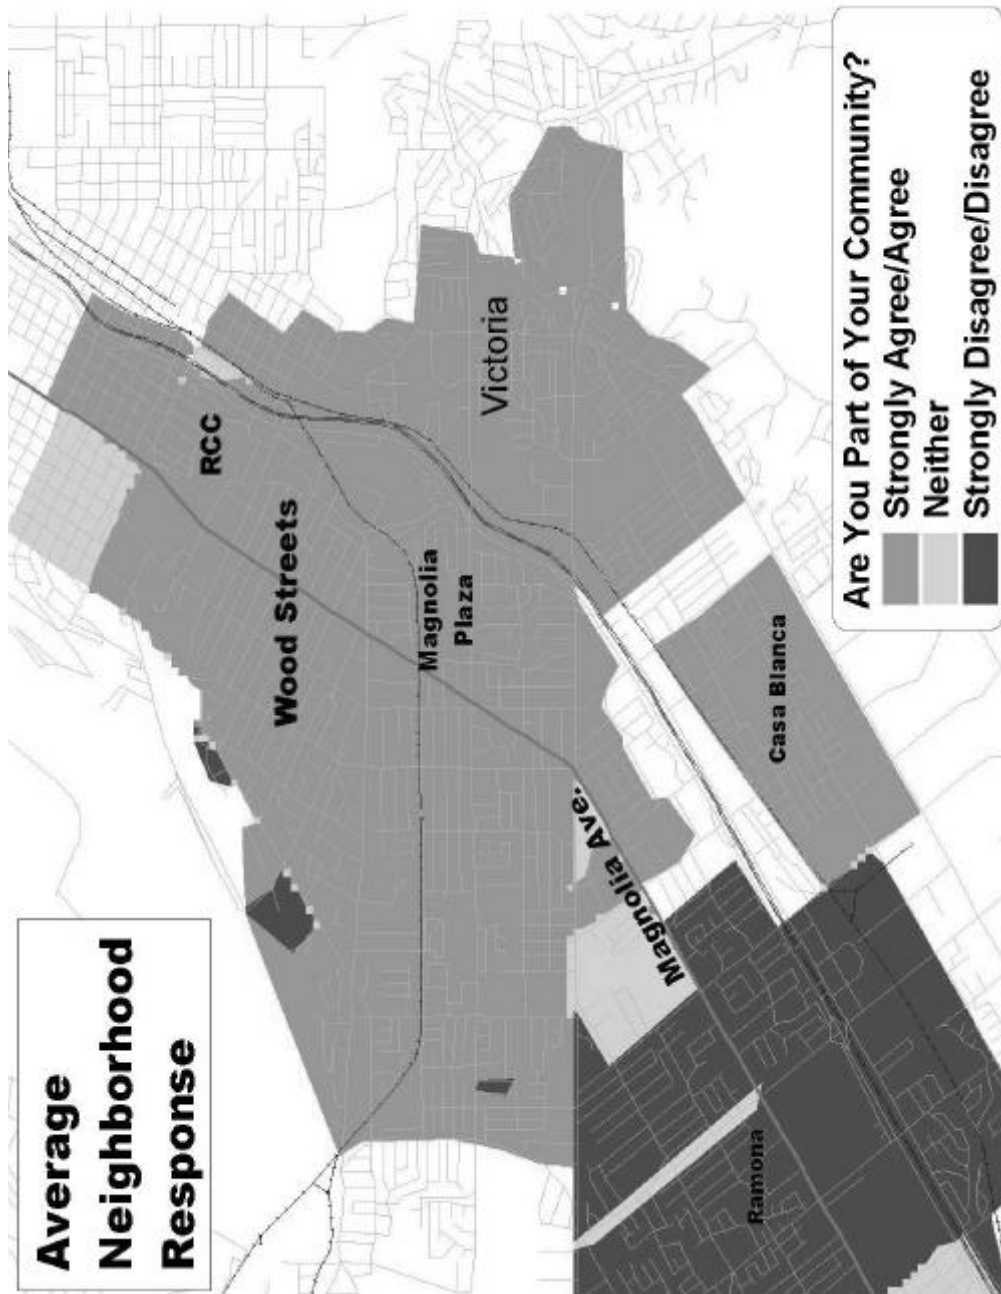 Average
Neighborhood
Response
RCC
Wood Streets
Victoria
Magnolia
Plaza
Magnolia Ave.
Casa Blanca
Ramona
Are You Part of Your Community?
Strongly Agree/Agree
Neither
Strongly Disagree/Disagree